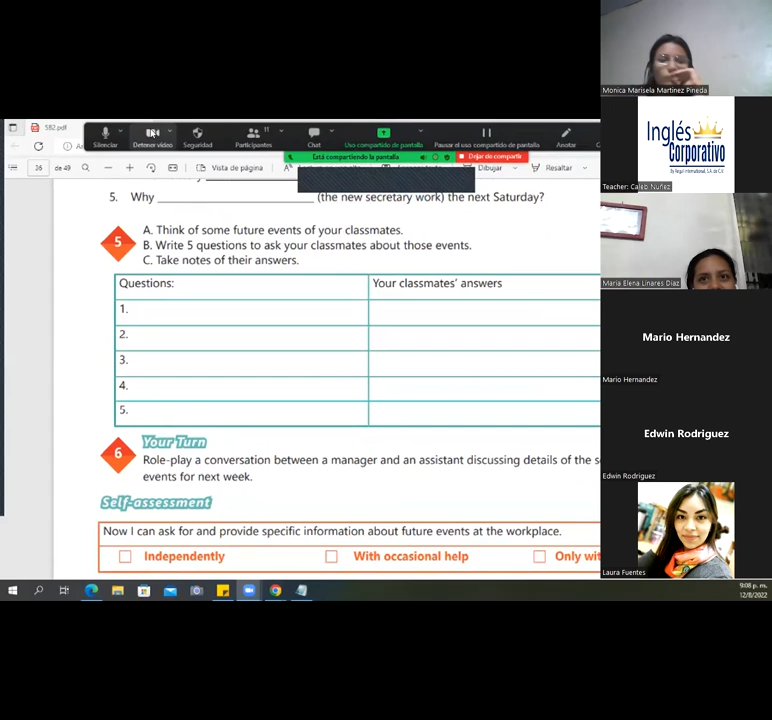 582.pdf
Silenciar
Detener video
Seguridad
Participantes
11
Chat
Uso compartido de pantalla
Pausa el uso compartido de pantalla
Anotar
Está compartiendo la pantalla
Dejar de compartir
36
de 49
Vista de página
Dibujar
Resaltar
5. Why (the new secretary work) the next Saturday?
5
A. Think of some future events of your classmates.
B. Write 5 questions to ask your classmates about those events.
C. Take notes of their answers.
Questions:
Your classmates' answers
1.
2.
3.
4.
5.
6
Your Turn
Role-play a conversation between a manager and an assistant discussing details of the s
events for next week.
Self-assessment
Now I can ask for and provide specific information about future events at the workplace.
Independently
With occasional help
Only wit
Monica Marisela Martinez Pineda
Inglés
Corporativo
By Regal International, S.A. de C.V.
Teacher: Caleb Nuñez
Maria Elena Linares Diaz
Mario Hernandez
Mario Hernandez
Edwin Rodriguez
Edwin Rodriguez
Laura Fuentes
9:08 p. m.
12/8/2022